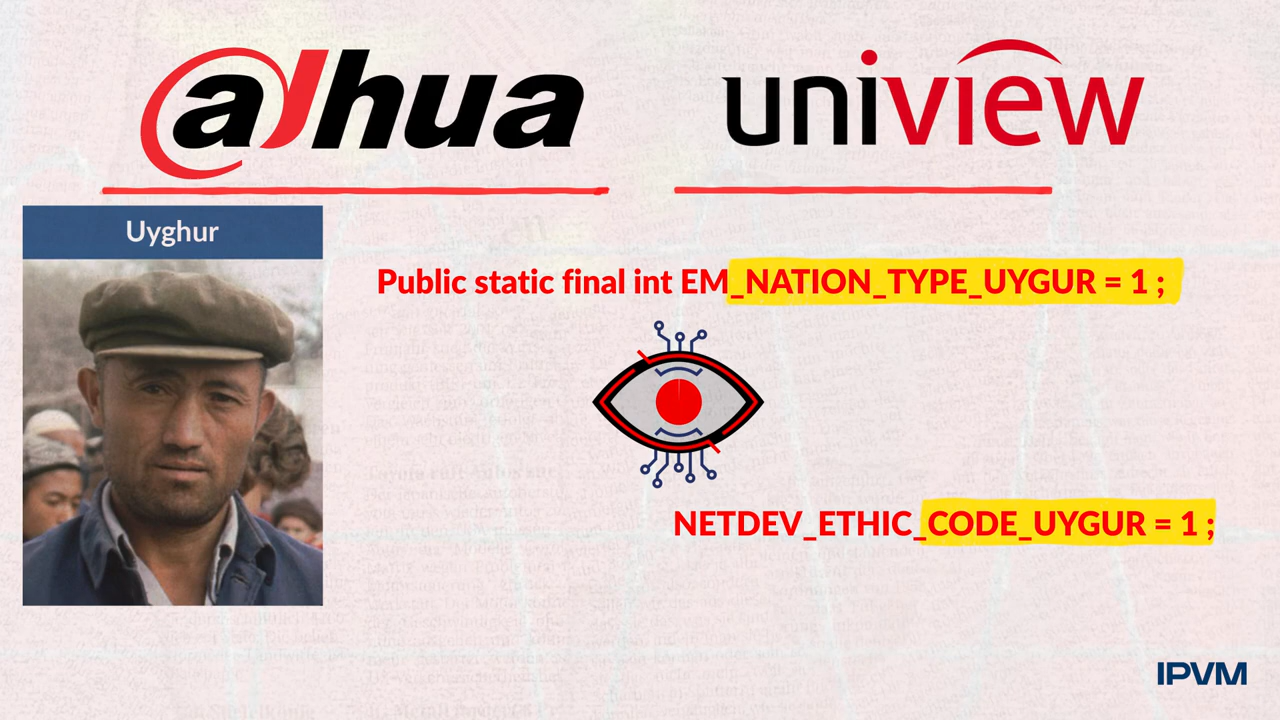 alhua
uniview
Uyghur
Public static final int EM_NATION_TYPE_UYGUR = 1 ;
NETDEV_ETHIC_CODE_UYGUR = 1 ;
IPVM